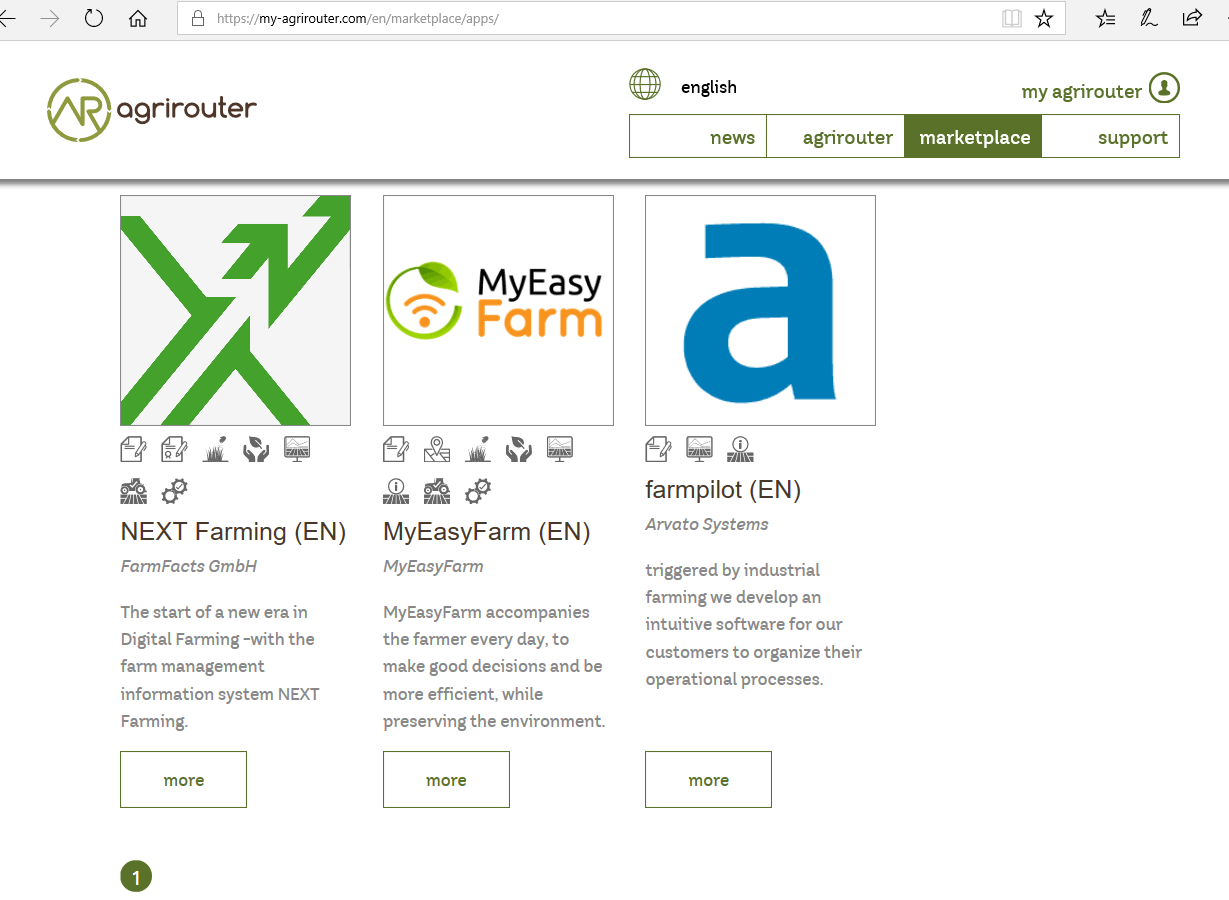 https://my-agrirouter.com/en/marketplace/apps/
AR agrirouter
english
my agrirouter
news
agrirouter
marketplace
support
MyEasy
Farm
a
NEXT Farming (EN)
FarmFacts GmbH
The start of a new era in
Digital Farming -with the
farm management
information system NEXT
Farming.
more
MyEasyFarm (EN)
MyEasyFarm
MyEasyFarm accompanies
the farmer every day, to
make good decisions and be
more efficient, while
preserving the environment.
more
farmpilot (EN)
Arvato Systems
triggered by industrial
farming we develop an
intuitive software for our
customers to organize their
operational processes.
more
1